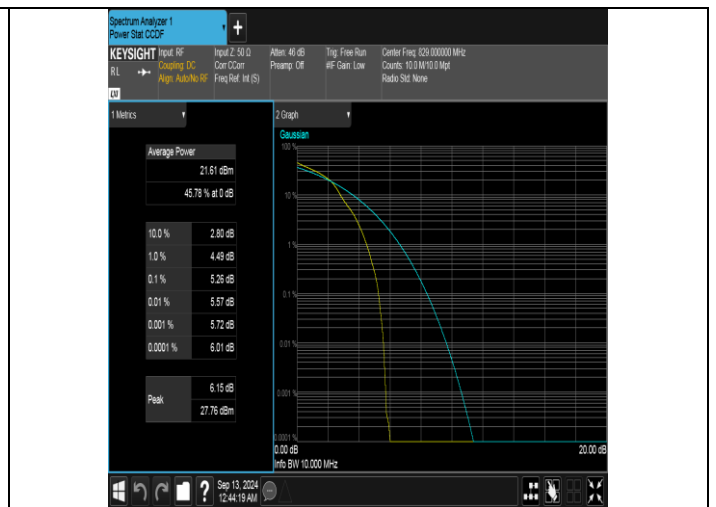 Spectrum Analyzer 1
Power Stat CCDF
+
KEYSIGHT
RL
Input: RF
Coupling: DC
Align: Auto/No RF
Input Z: 50 Ω
Corr CCorr
Freq Ref: Int (S)
Atten: 46 dB
Preamp: Off
Trig: Free Run
#IF Gain: Low
Center Freq: 829.000000 MHz
Counts: 10.0 M/10.0 Mpt
Radio Std: None
1 Metrics
Average Power
21.61 dBm
45.78 % at 0 dB
10.0 % 2.80 dB
1.0 % 4.49 dB
0.1 % 5.26 dB
0.01 % 5.57 dB
0.001 % 5.72 dB
0.0001 % 6.01 dB
Peak
6.15 dB
27.76 dBm
2 Graph
Gaussian
100 %
10 %
1 %
0.1 %
0.01 %
0.001 %
0.0001 %
0.00 dB
20.00 dB
Info BW 10.000 MHz
?
Sep 13, 2024
12:44:19 AM